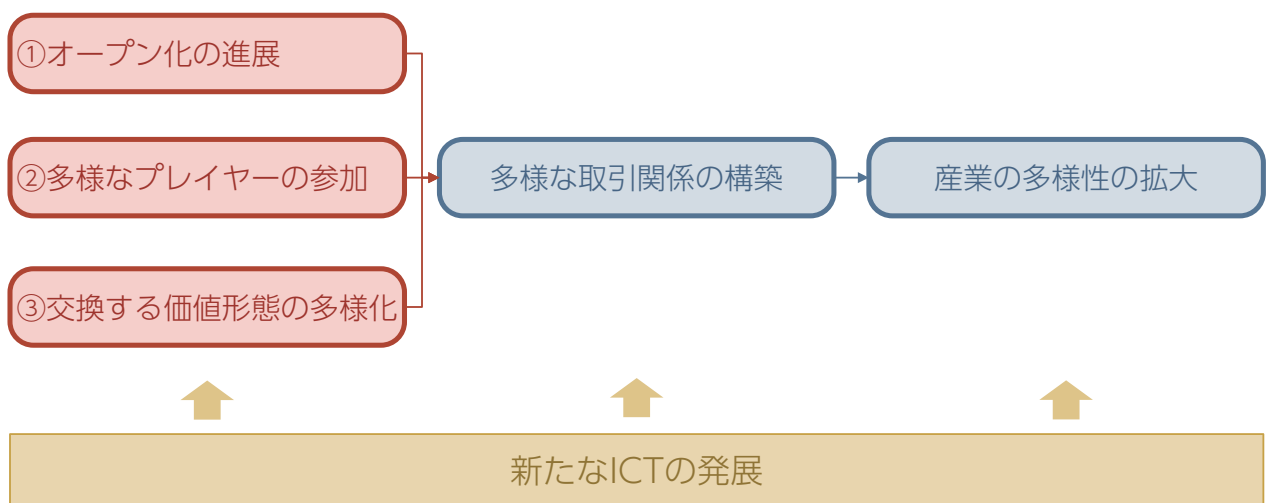 ①オープン化の進展
②多様なプレイヤーの参加
多様な取引関係の構築
産業の多様性の拡大
③交換する価値形態の多様化
新たなICTの発展